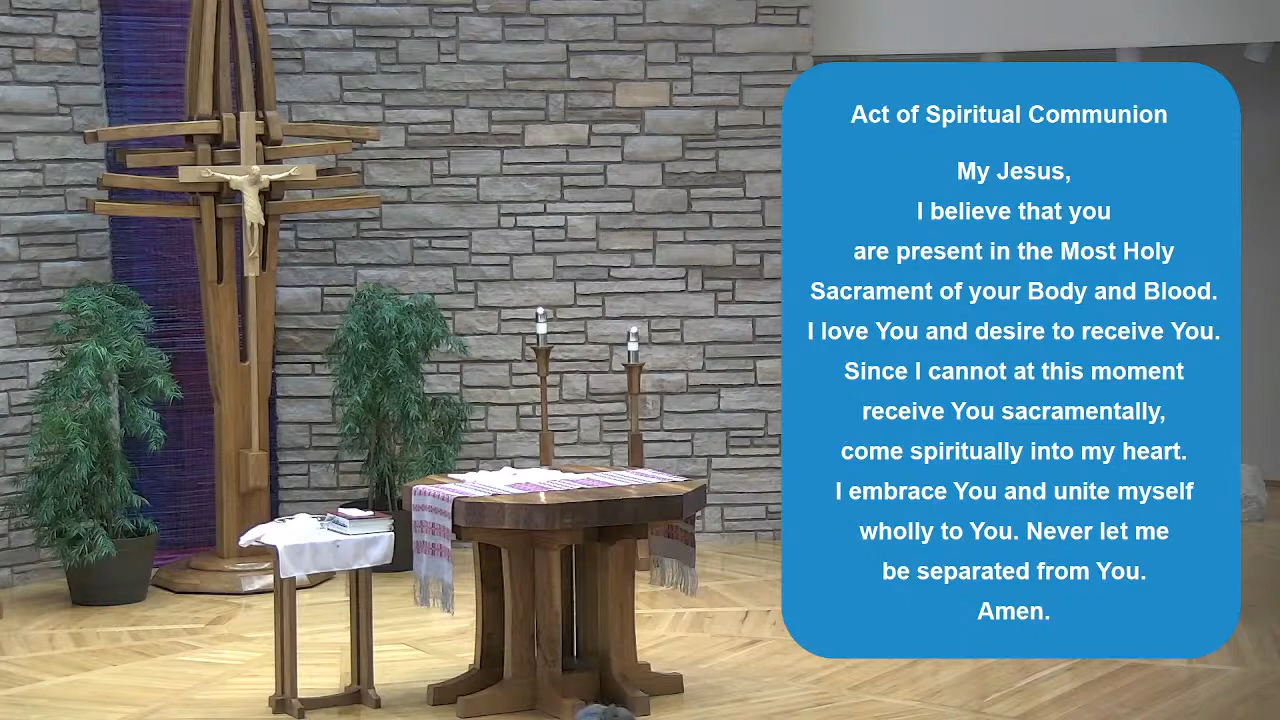 Act of Spiritual Communion
My Jesus,
I believe that you
are present in the Most Holy
Sacrament of your Body and Blood.
I love You and desire to receive You.
Since I cannot at this moment
receive You sacramentally,
come spiritually into my heart.
I embrace You and unite myself
wholly to You. Never let me
be separated from You.
Amen.